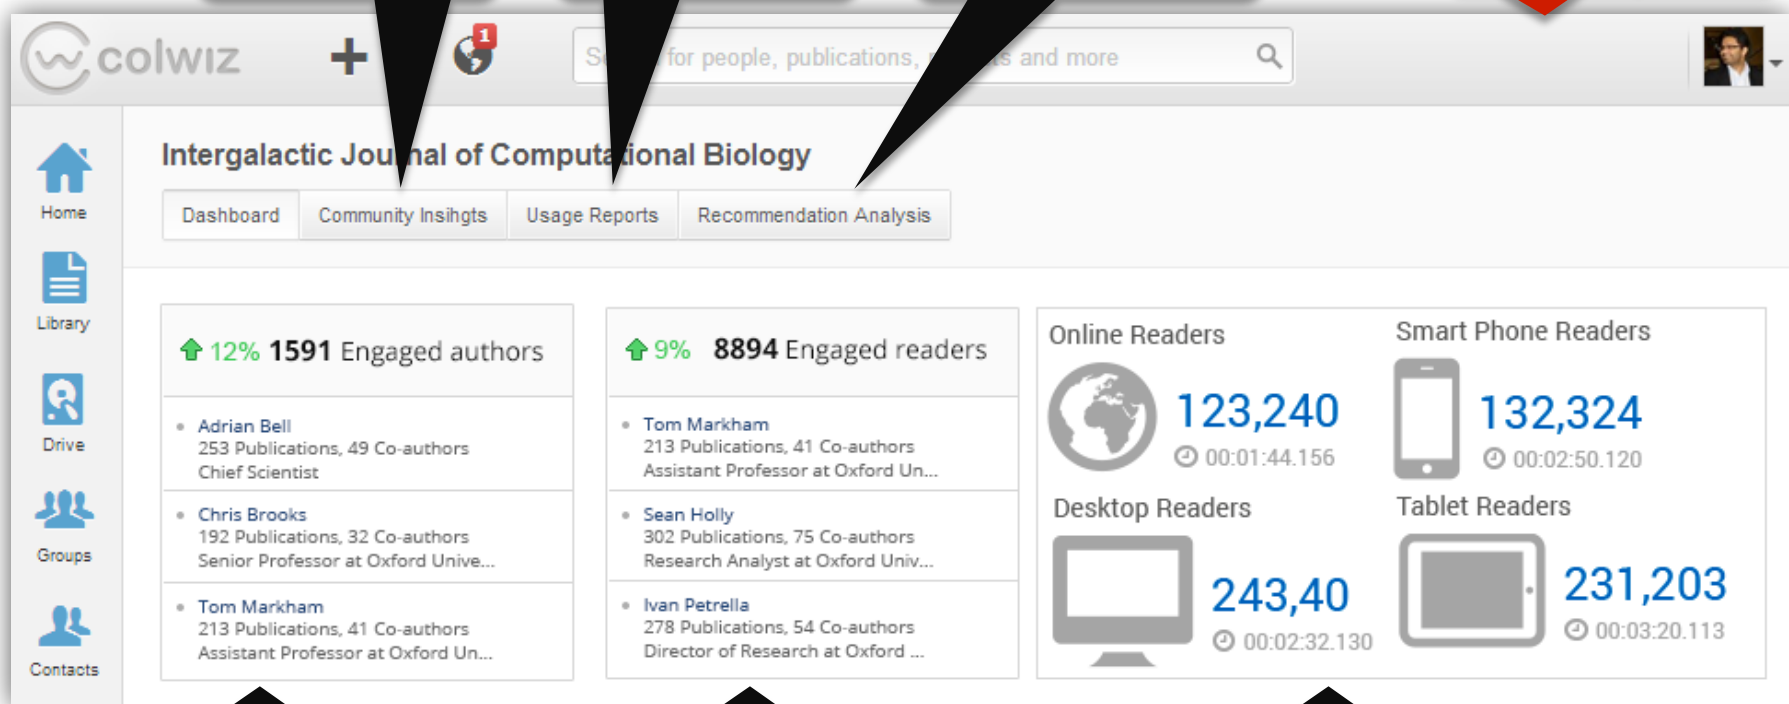 colwiz
1
for people, publications,
and more
Intergalactic Journal of Computational Biology
Dashboard
Community Insihgts
Usage Reports
Recommendation Analysis
Home
Library
Drive
Groups
Contacts
12% 1591 Engaged authors
Adrian Bell
253 Publications, 49 Co-authors
Chief Scientist
Chris Brooks
192 Publications, 32 Co-authors
Senior Professor at Oxford Unive...
Tom Markham
213 Publications, 41 Co-authors
Assistant Professor at Oxford Un...
9% 8894 Engaged readers
Tom Markham
213 Publications, 41 Co-authors
Assistant Professor at Oxford Un...
Sean Holly
302 Publications, 75 Co-authors
Research Analyst at Oxford Univ...
Ivan Petrella
278 Publications, 54 Co-authors
Director of Research at Oxford ...
Online Readers
123,240
00:01:44.156
Smart Phone Readers
132,324
00:02:50.120
Desktop Readers
243,40
00:02:32.130
Tablet Readers
231,203
00:03:20.113